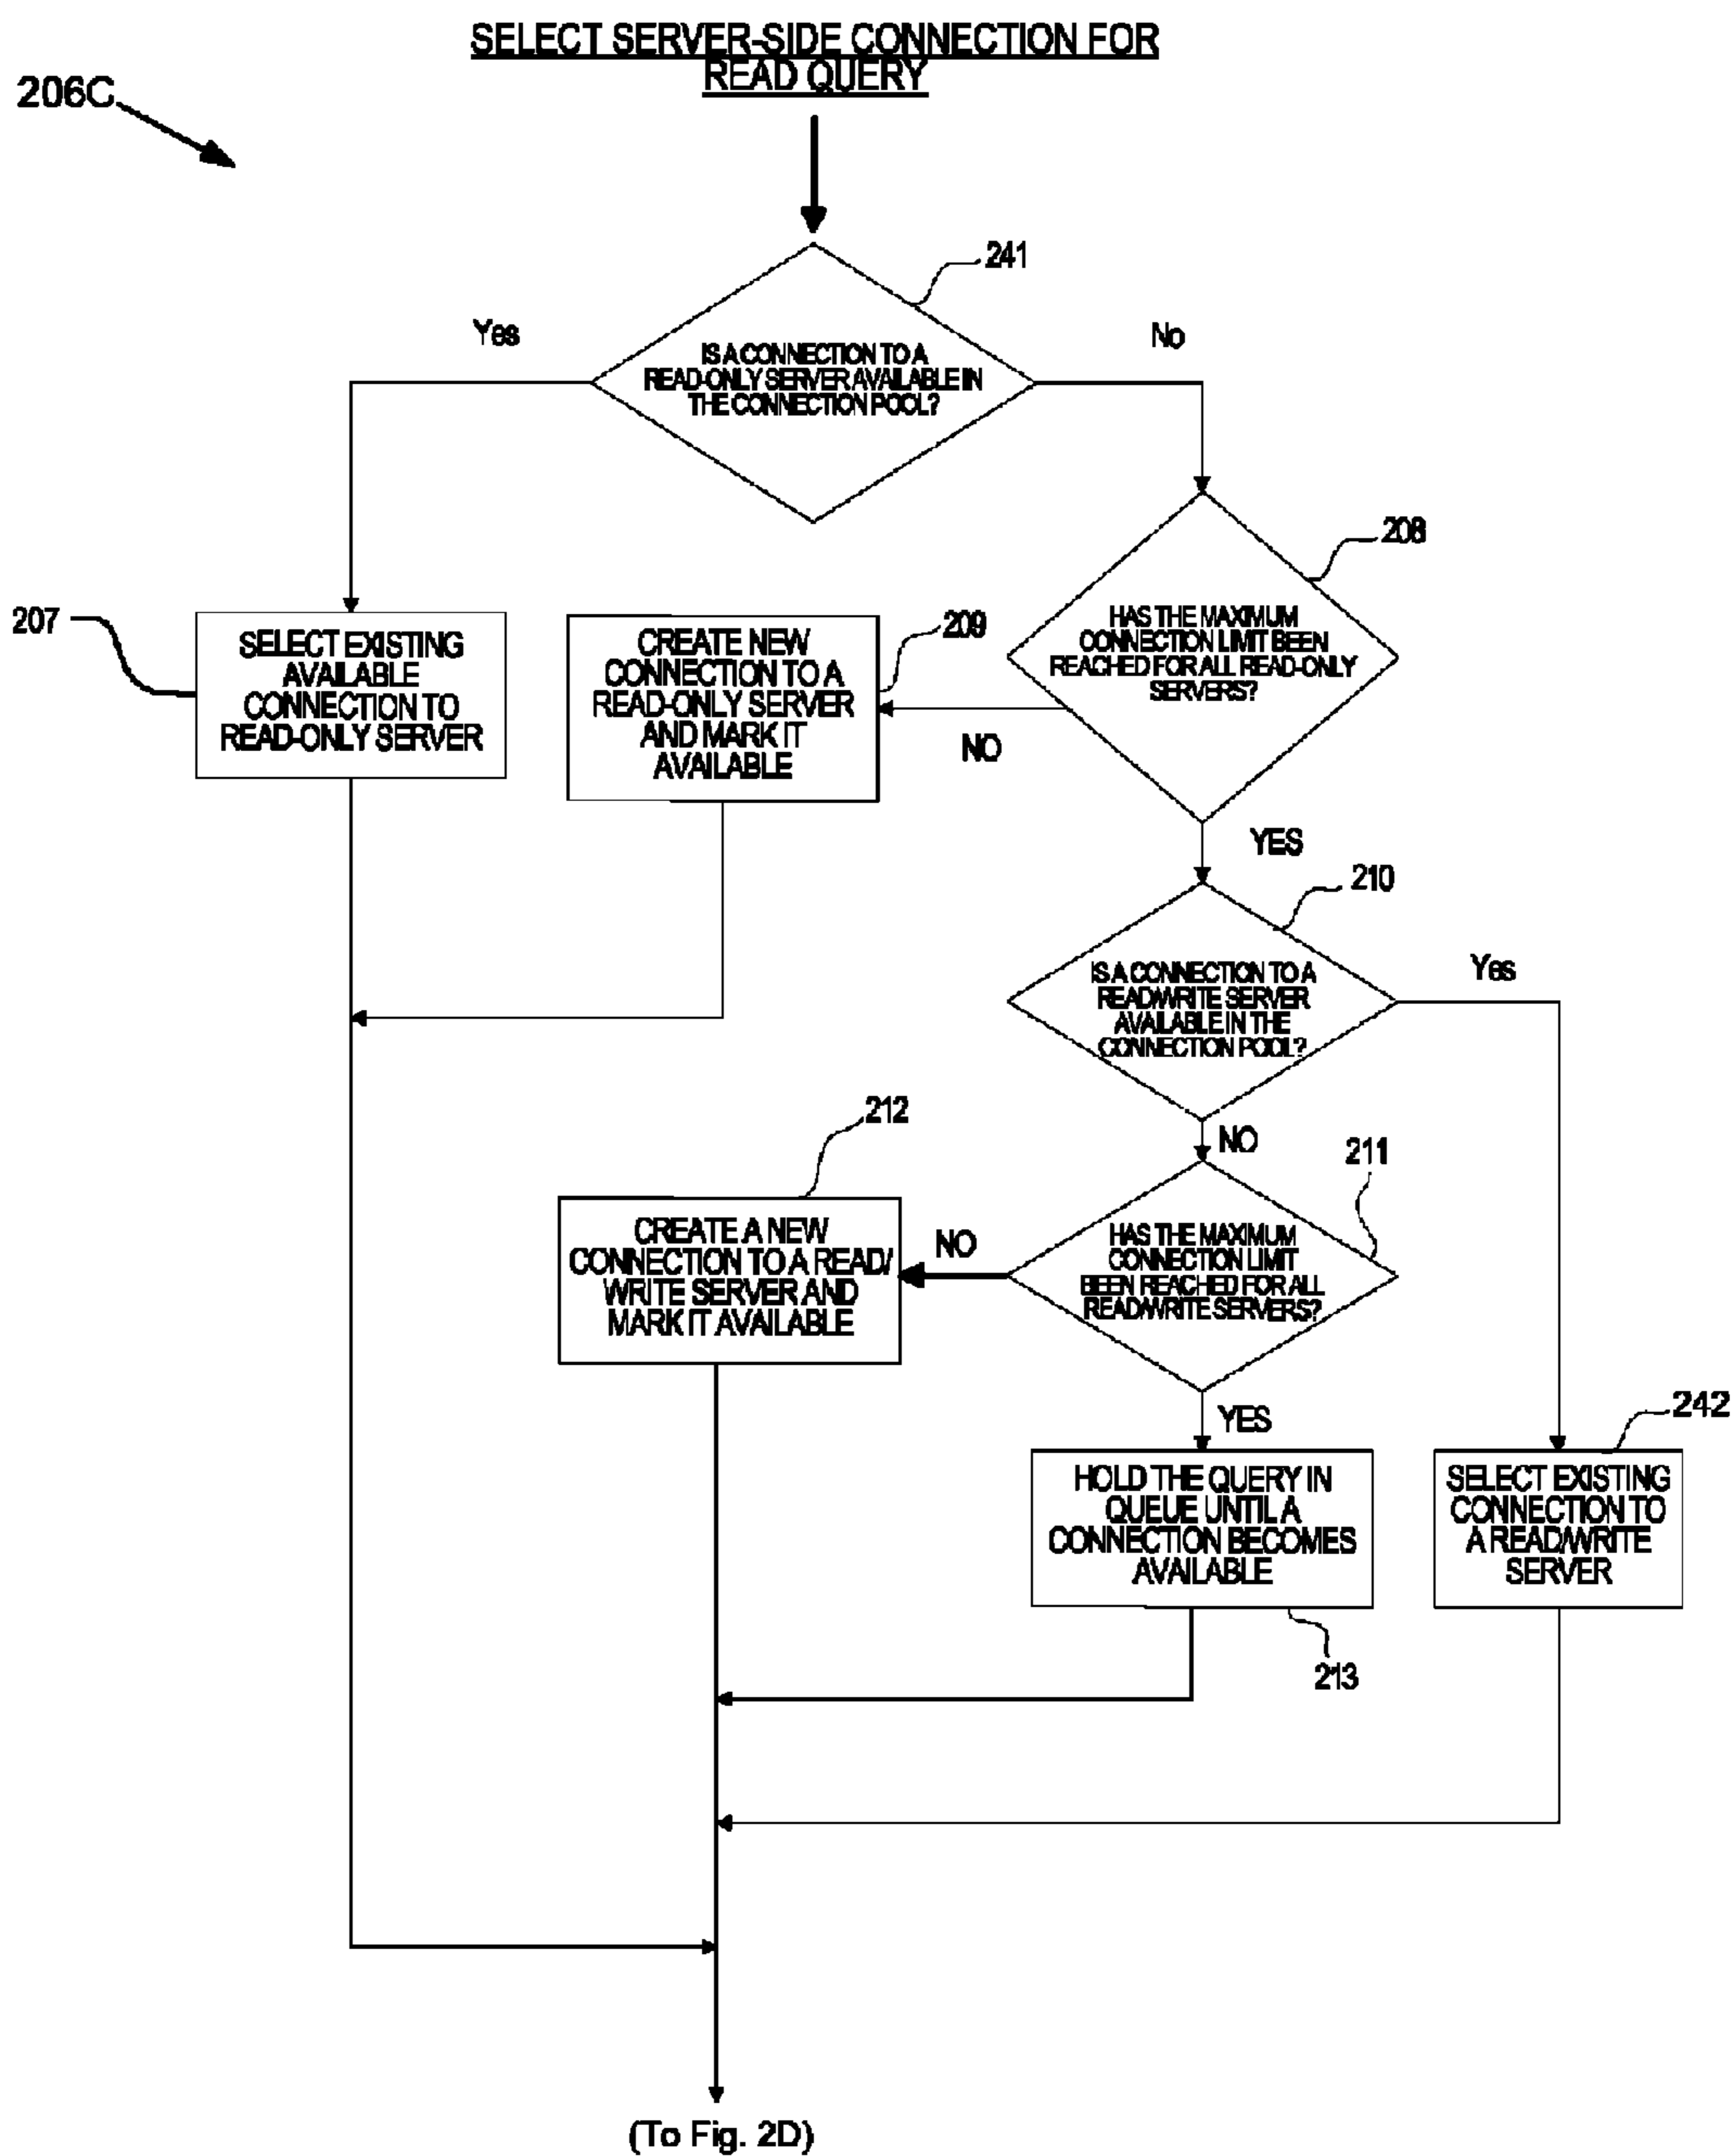 SELECT SERVER-SIDE CONNECTION FOR
READ QUERY
206C
241
Yes
No
IS A CONNECTION TO A
READ-ONLY SERVER AVAILABLE IN
THE CONNECTION POOL?
208
207
SELECT EXISTING
AVAILABLE
CONNECTION TO
READ-ONLY SERVER
CREATE NEW
CONNECTION TO A
READ-ONLY SERVER
AND MARK IT
AVAILABLE
209
HAS THE MAXIMUM
CONNECTION LIMIT BEEN
REACHED FOR ALL READ-ONLY
SERVERS?
NO
YES
210
IS A CONNECTION TO A
READ/WRITE SERVER
AVAILABLE IN THE
CONNECTION POOL?
Yes
212
NO
211
CREATE A NEW
CONNECTION TO A READ/
WRITE SERVER AND
MARK IT AVAILABLE
NO
HAS THE MAXIMUM
CONNECTION LIMIT
BEEN REACHED FOR ALL
READ/WRITE SERVERS?
YES
242
HOLD THE QUERY IN
QUEUE UNTIL A
CONNECTION BECOMES
AVAILABLE
SELECT EXISTING
CONNECTION TO
A READ/WRITE
SERVER
213
(To Fig. 2D)